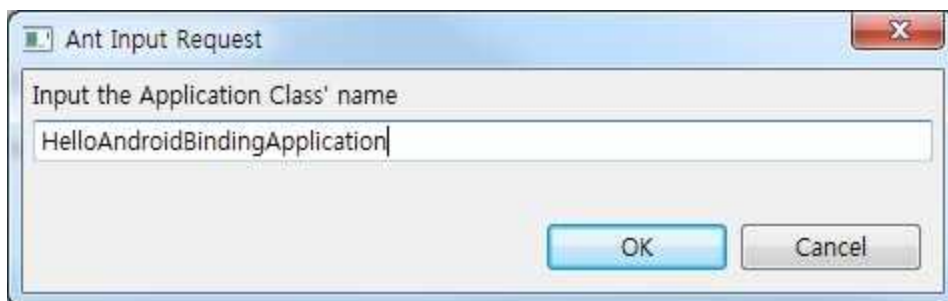 Ant Input Request
Input the Application Class' name
HelloAndroidBindingApplication
OK Cancel